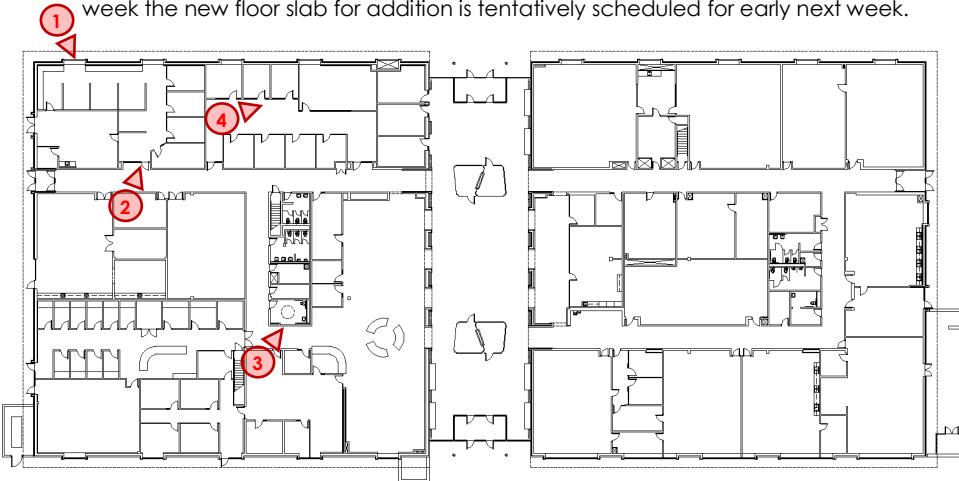 week the new floor slab for addition is tentatively scheduled for early next week.
1
4
2
3